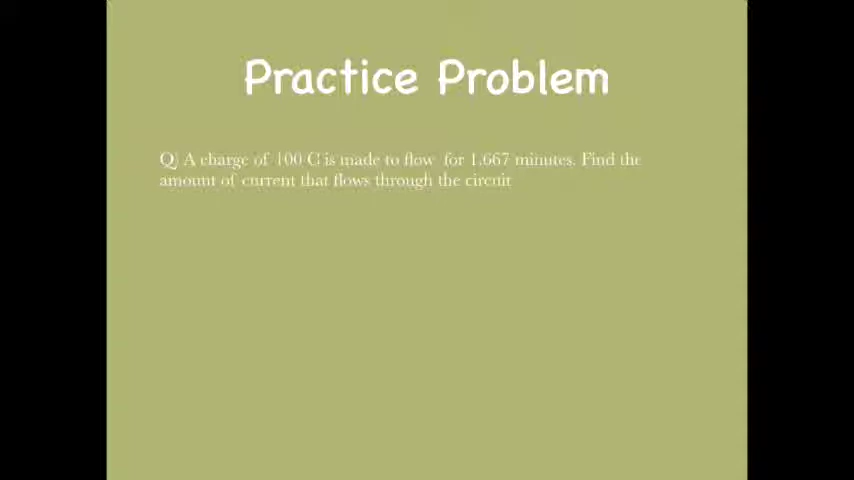 Practice Problem
Q) A charge of 100 C is made to flow for 1.667 minutes. Find the
amount of current that flows through the circuit